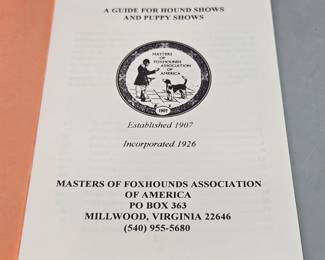 A GUIDE FOR HOUND SHOWS
AND PUPPY SHOWS
MASTERS OF
FOXHOUNDS
ASSOCIATION
OF
AMERICA
1907
Established 1907
Incorporated 1926
MASTERS OF FOXHOUNDS ASSOCIATION
OF AMERICA
PO BOX 363
MILLWOOD, VIRGINIA 22646
(540) 955-5680